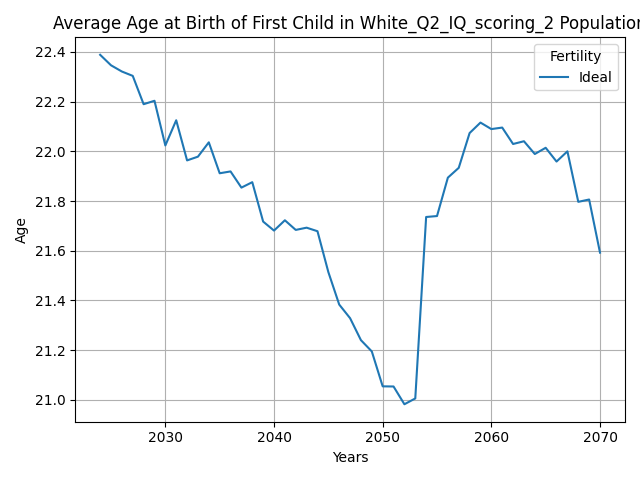 Average Age at Birth of First Child in White_Q2_IQ_scoring_2 Population
Fertility
Ideal
22.4
22.2
22.0
21.8
21.6
21.4
21.2
21.0
Age
2030 2040 2050 2060 2070
Years